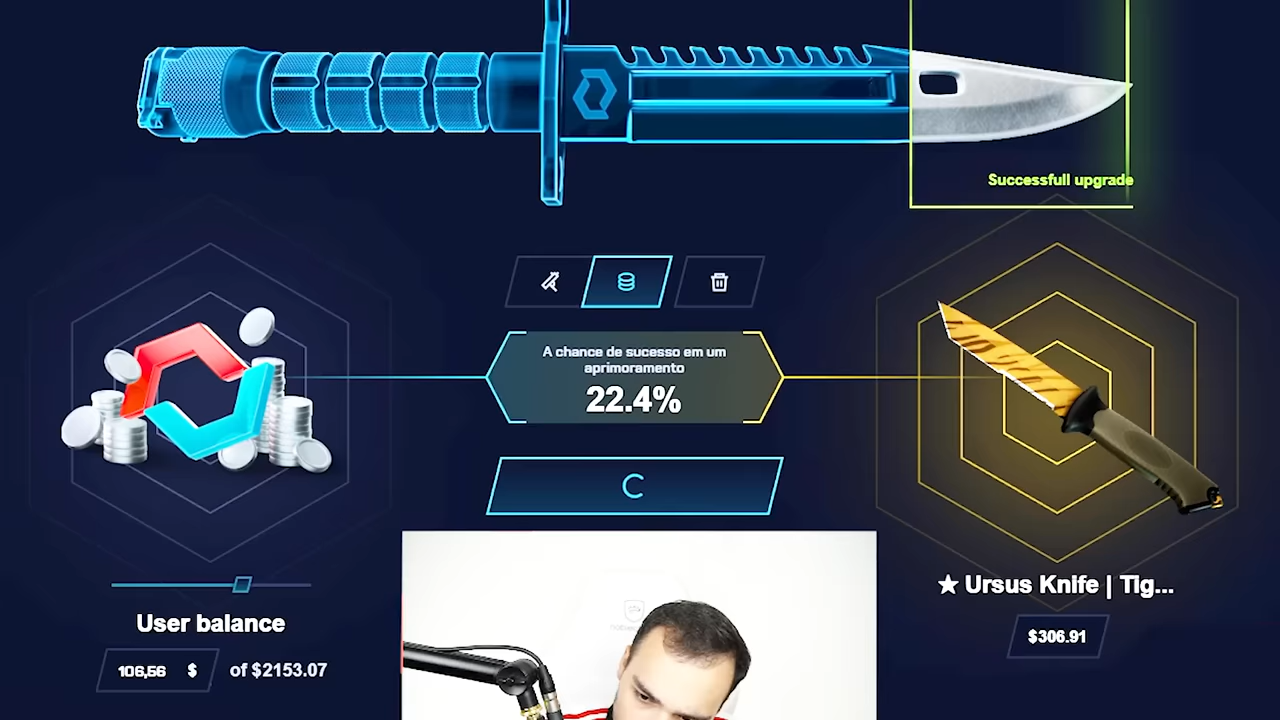 Successfull upgrade
A chance de sucesso em um
aprimoramento
22.4%
★ Ursus Knife | Tig...
$306.91
User balance
106,56 $ of $2153.07